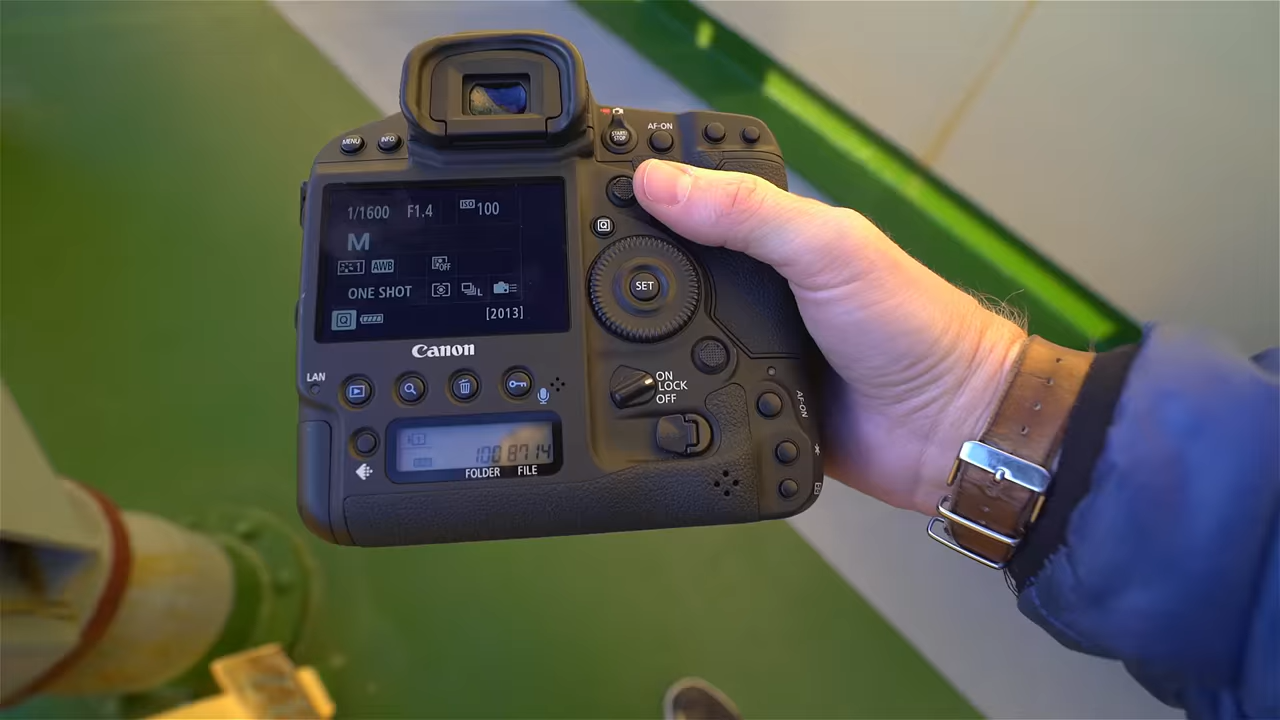 START/
STOP
AF-ON
MENU
INFO
1/1600 F1.4 ISO 100
M
1 AWB
OFF
Q
SET
ONE SHOT
L
Q [2013]
Canon
LAN
ON
LOCK
OFF
AF-ON
100 8714
FOLDER FILE